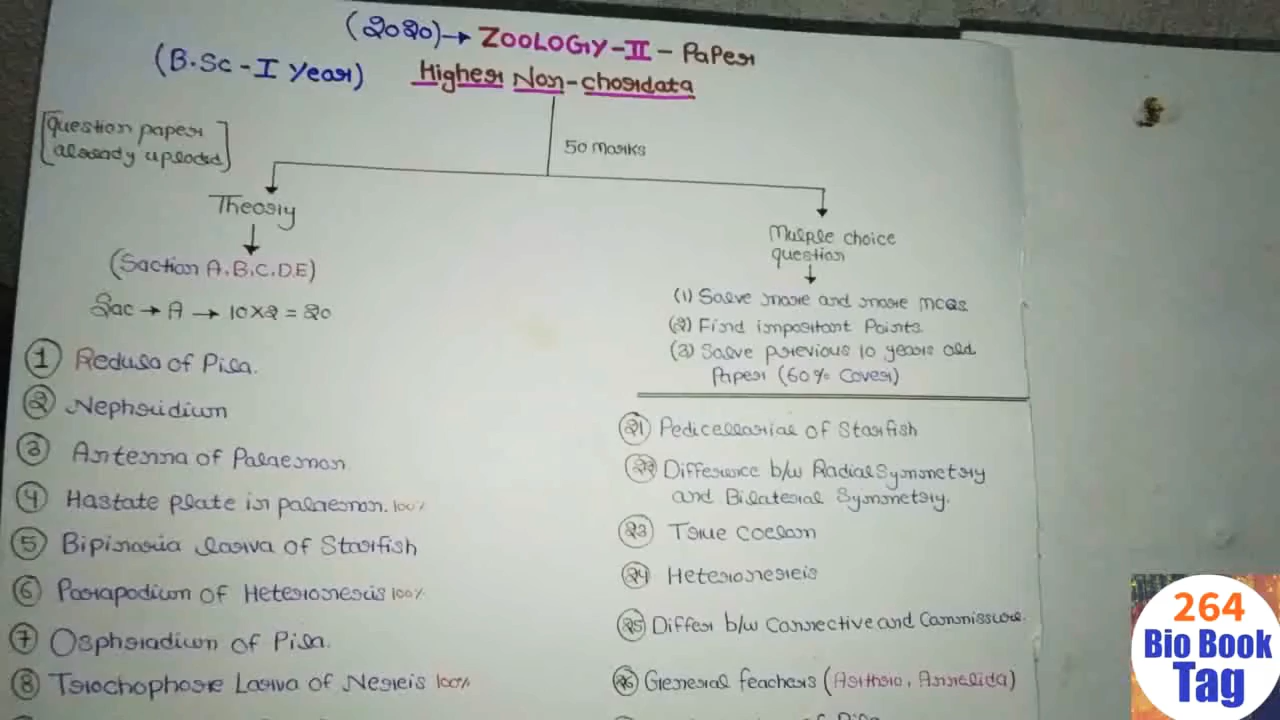 (2020)→ ZOOLOGY-II-Paper
(B.Sc-I Year)
Higher Non-chordata
[Question paper
already uploded]
50 Marks
Theory
(Saction A.B.C.D.E)
Sac → A → 10x2=20
① Redula of Pila.
② Nephridium
③ Antenna of Palaemon
④ Hastate plate in palaemon. 100%
⑤ Bipinaria larva of Starfish
⑥ Parapodium of Heteronereis 100%
⑦ Osphradium of Pila.
⑧ Trochophore Larva of Nereis 100%
Mulple choice
question
(1) Solve more and more MCQs
(2) Find important Points
(3) Solve previous 10 years old
Paper (60% Cover)
㉑ Pedicellariae of Starfish
㉒ Difference b/w Radial Symmetry
and Bilateral Symmetry.
㉓ True Coelom
㉔ Heteronereis
㉕ Differ b/w Connective and Commissure.
㉖ General feachers (Arthro, Annelida)
264
Bio Book
Tag